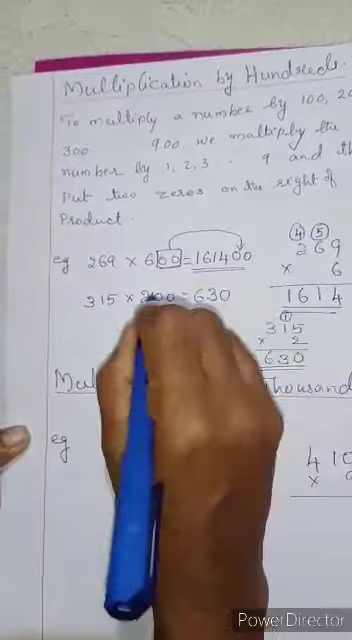 Multiplication by Hundreds.
To multiply a number by 100, 20
300. 900. we multiply the
number by 1, 2, 3 .. 9 and th
Put two zeros on the right of
Product.
eg 269 × 600 = 161400
④ ⑤
269
× 6
1614
315 × 200 = 630
①
315
× 2
630
Mul Thousand
eg
410
×
PowerDirector